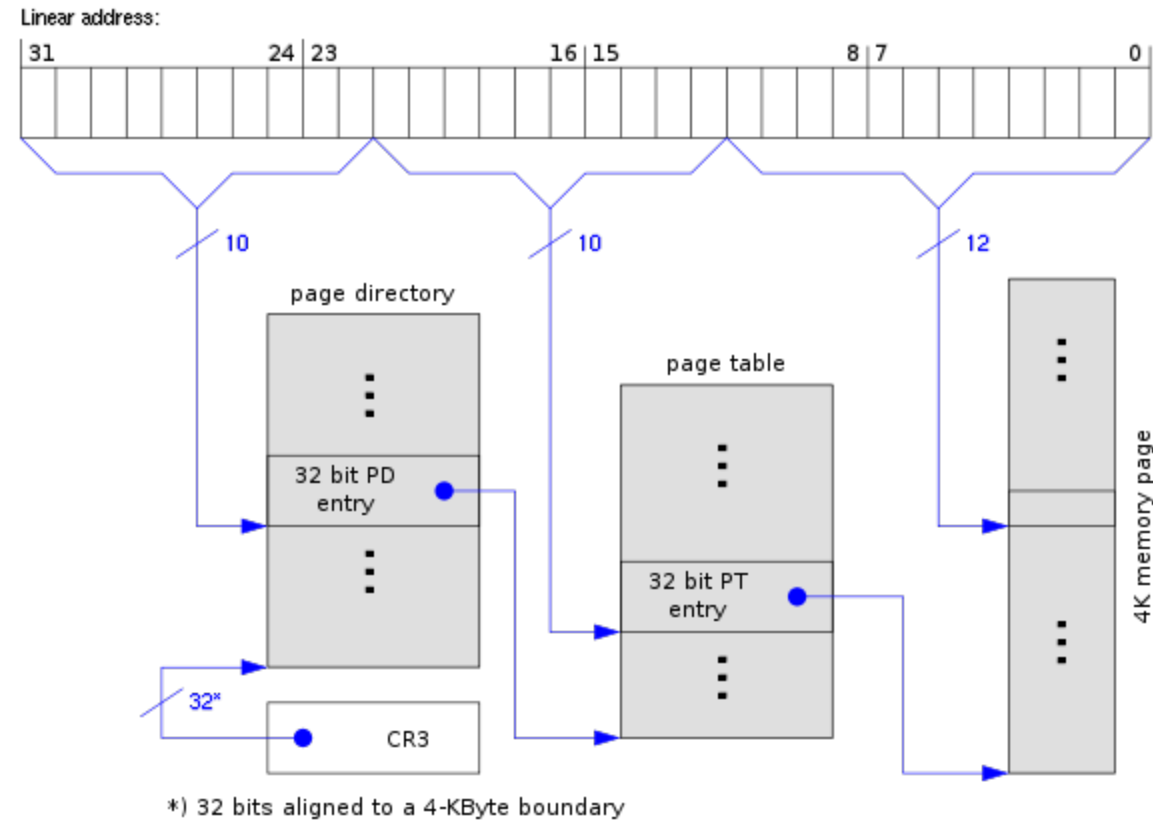 Linear address:
31 24 23 16 15 8 7 0
10 10 12
page directory
page table
32 bit PD
entry
32 bit PT
entry
4K memory page
32*
CR3
*) 32 bits aligned to a 4-KByte boundary